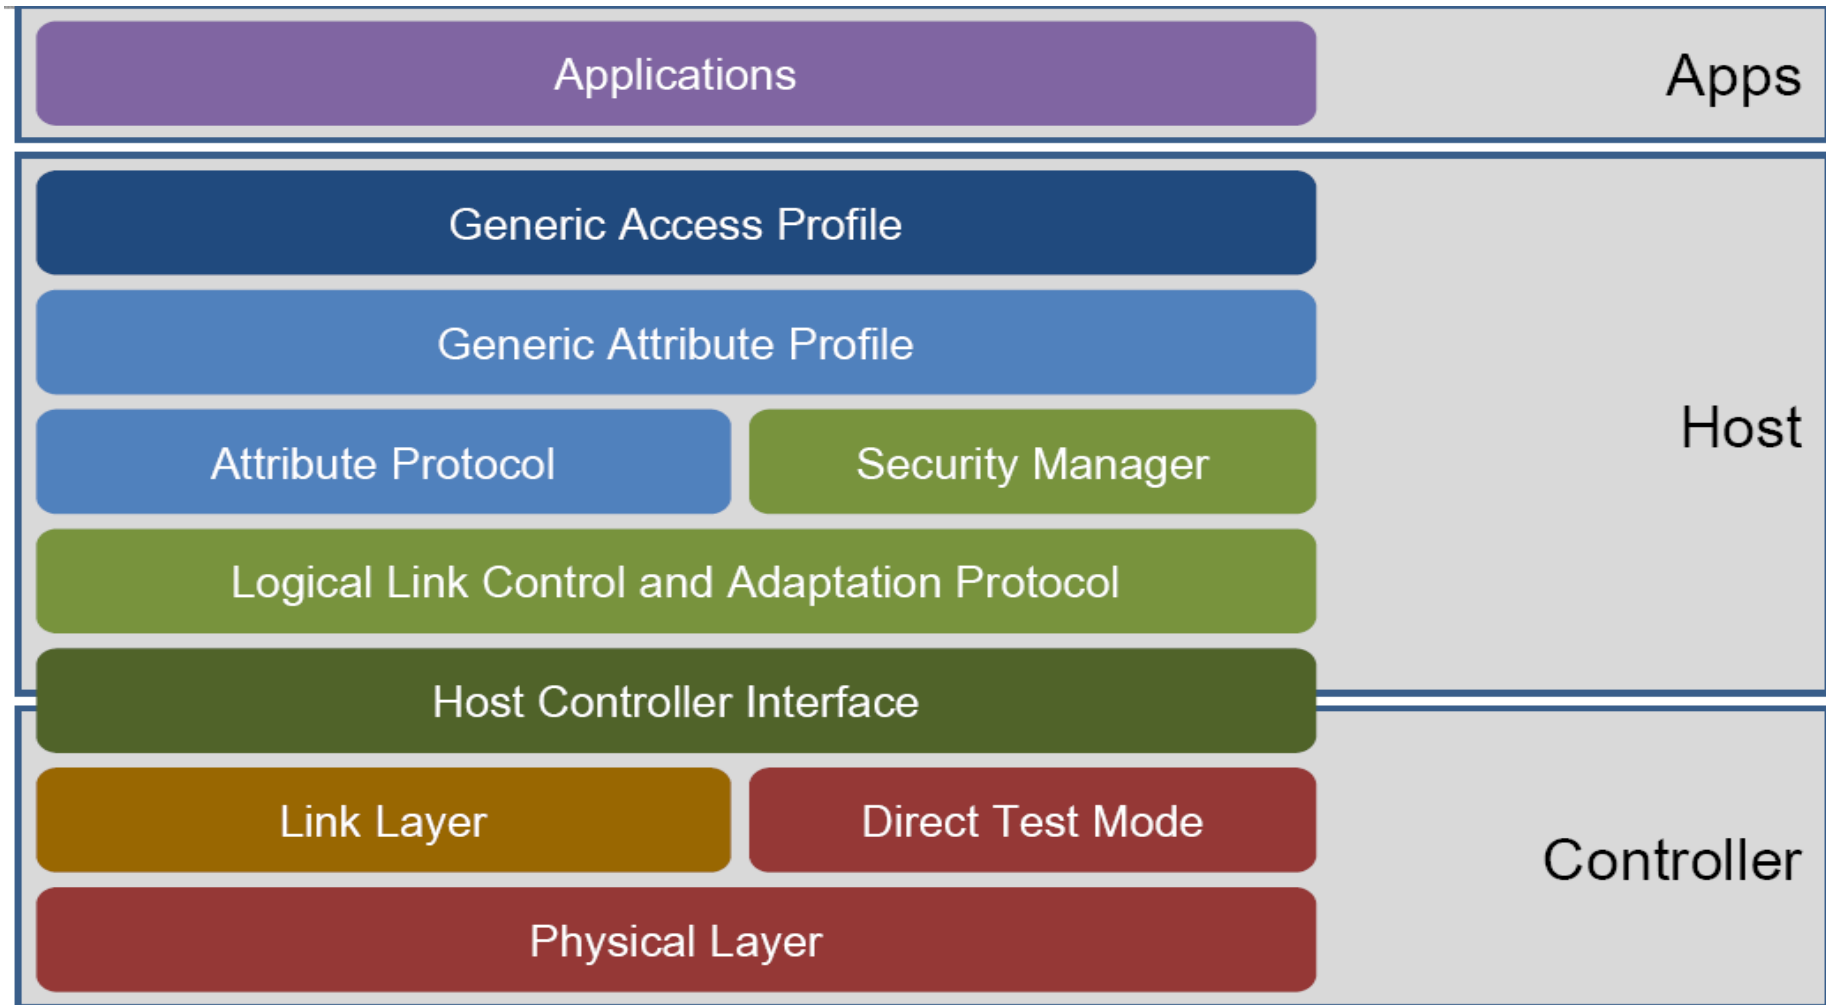 Applications
Apps
Generic Access Profile
Generic Attribute Profile
Host
Attribute Protocol
Security Manager
Logical Link Control and Adaptation Protocol
Host Controller Interface
Link Layer
Direct Test Mode
Controller
Physical Layer